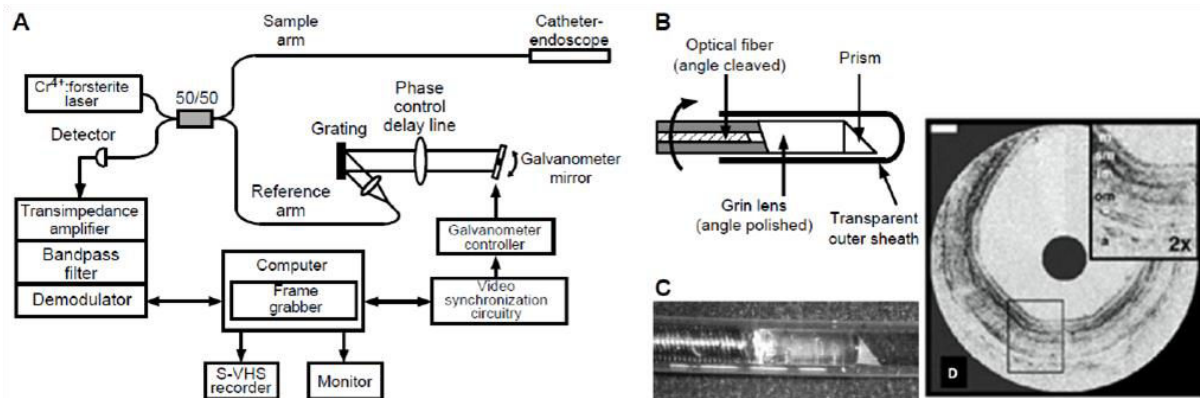 A
Sample
arm
Catheter-
endoscope
Cr4+:forsterite
laser
50/50
Detector
Grating
Phase
control
delay line
Galvanometer
mirror
Reference
arm
Transimpedance
amplifier
Bandpass
filter
Demodulator
Computer
Frame
grabber
Galvanometer
controller
Video
synchronization
circuitry
S-VHS
recorder
Monitor
B
Optical fiber
(angle cleaved)
Prism
Grin lens
(angle polished)
Transparent
outer sheath
C
om
a
2x
D